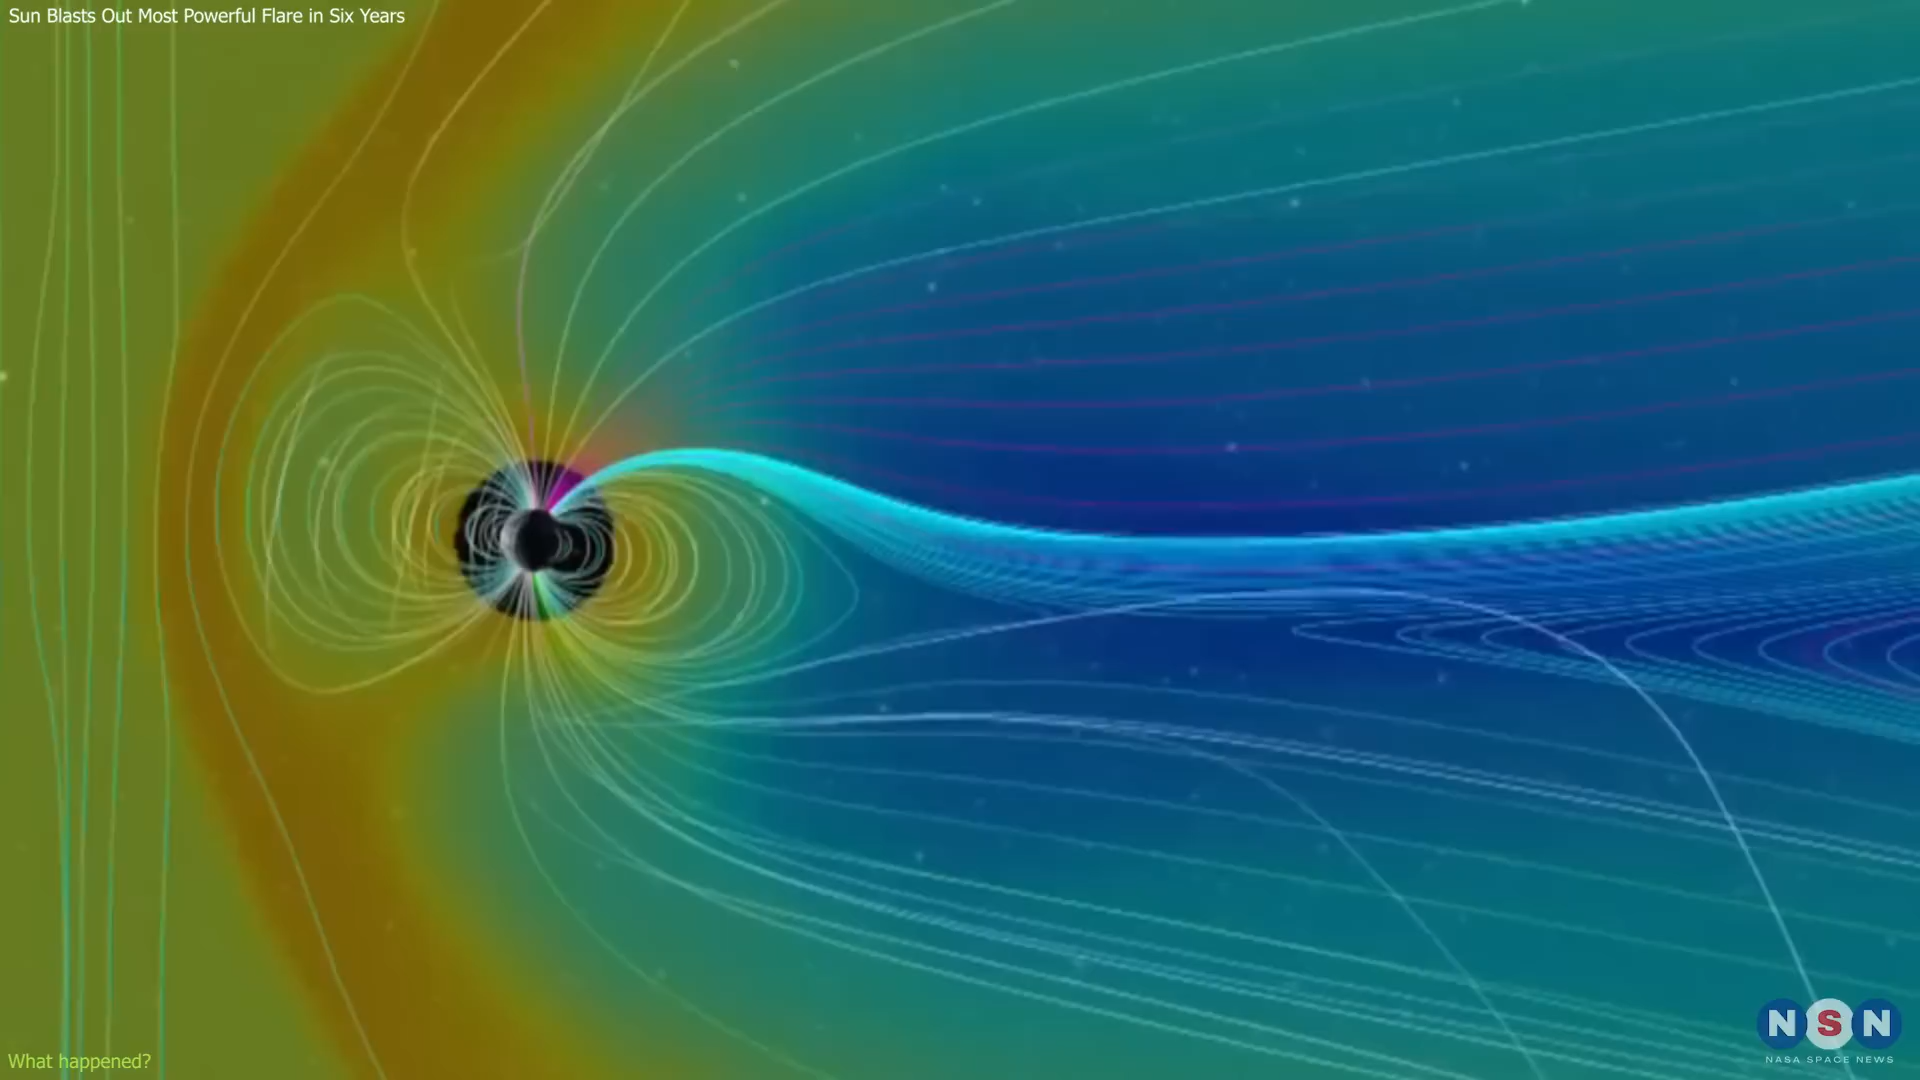 Sun Blasts Out Most Powerful Flare in Six Years
What happened?
NSN
NASA SPACE NEWS